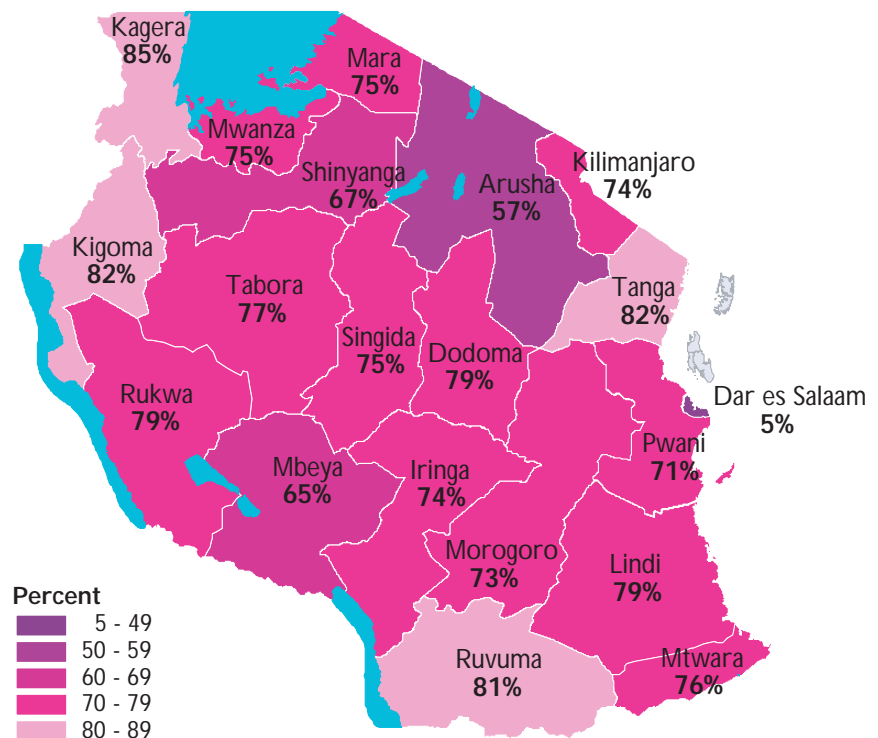 Kagera
85%
Mara
75%
Mwanza
75%
Shinyanga
67%
Arusha
57%
Kilimanjaro
74%
Kigoma
82%
Tabora
77%
Singida
75%
Dodoma
79%
Tanga
82%
Rukwa
79%
Dar es Salaam
5%
Pwani
71%
Mbeya
65%
Iringa
74%
Morogoro
73%
Lindi
79%
Ruvuma
81%
Mtwara
76%
Percent
5 - 49
50 - 59
60 - 69
70 - 79
80 - 89